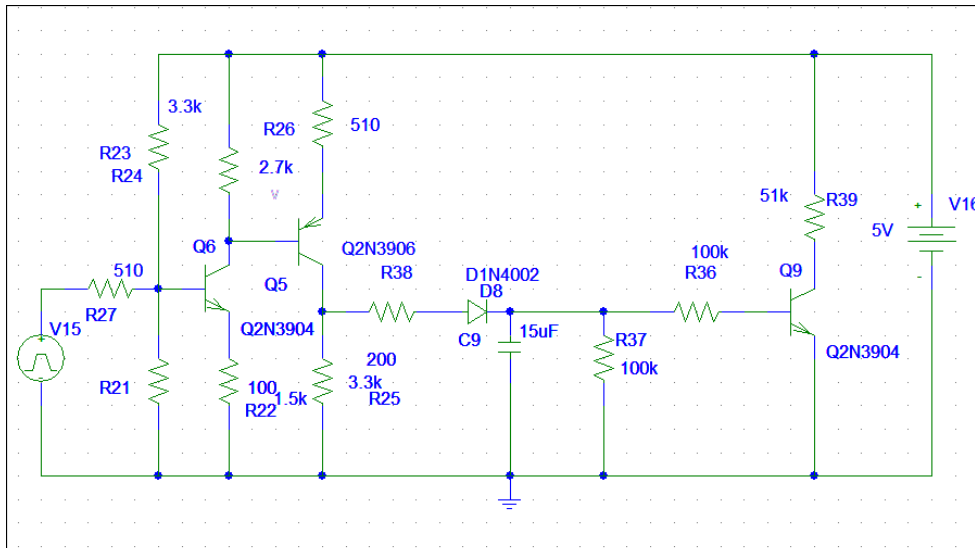 3.3k
R26
510
R23
2.7k
R24
V
51k
R39
V16
+
5V
Q6
Q2N3906
100k
510
Q5
R38
D1N4002
R36
Q9
R27
D8
V15
Q2N3904
C9
15uF
R37
Q2N3904
-
+
-
200
100k
R21
100
3.3k
1.5k
R25
R22